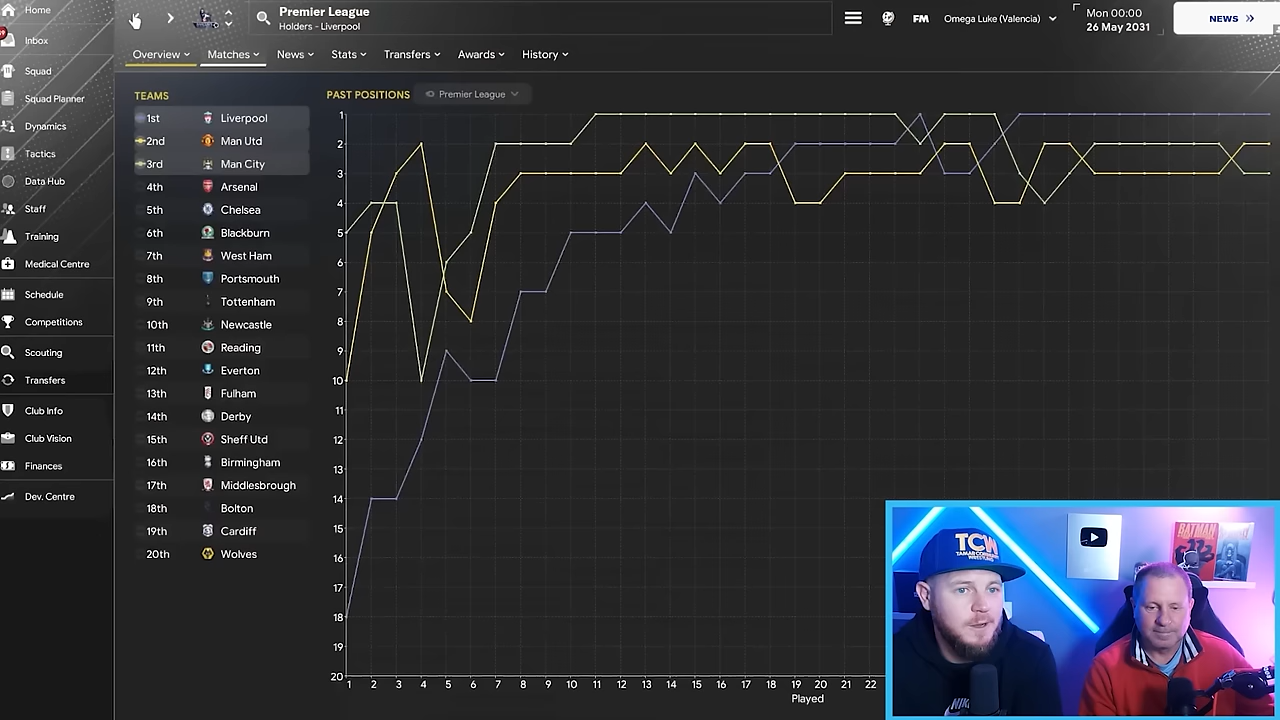 Home
Inbox
Squad
Squad Planner
Dynamics
Tactics
Data Hub
Staff
Training
Medical Centre
Schedule
Competitions
Scouting
Transfers
Club Info
Club Vision
Finances
Dev. Centre
Premier League
Holders - Liverpool
FM
Omega Luke (Valencia)
Mon 00:00
26 May 2031
NEWS
Overview
Matches
News
Stats
Transfers
Awards
History
TEAMS
1st Liverpool
2nd Man Utd
3rd Man City
4th Arsenal
5th Chelsea
6th Blackburn
7th West Ham
8th Portsmouth
9th Tottenham
10th Newcastle
11th Reading
12th Everton
13th Fulham
14th Derby
15th Sheff Utd
16th Birmingham
17th Middlesbrough
18th Bolton
19th Cardiff
20th Wolves
PAST POSITIONS
Premier League
1
2
3
4
5
6
7
8
9
10
11
12
13
14
15
16
17
18
19
20
1 2 3 4 5 6 7 8 9 10 11 12 13 14 15 16 17 18 19 20 21 22
Played
TCW
BATMAN
NIKE